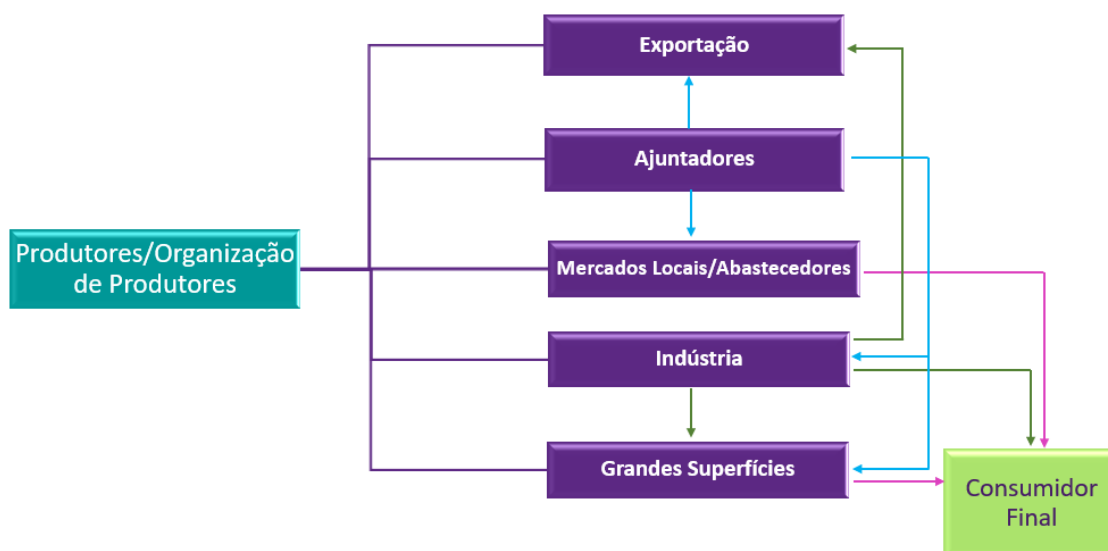 Exportação
Ajuntadores
Produtores/Organização
de Produtores
Mercados Locais/Abastecedores
Indústria
Grandes Superfícies
Consumidor
Final